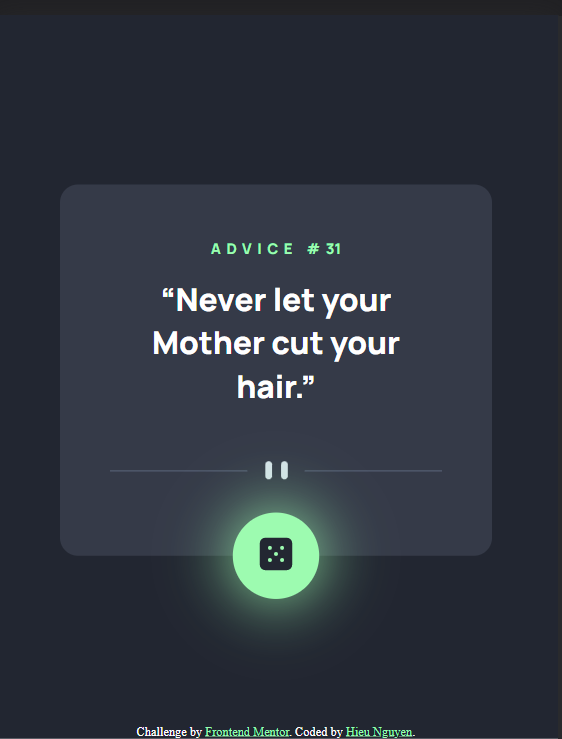 ADVICE #31
“Never let your
Mother cut your
hair.”
Challenge by Frontend Mentor. Coded by Hieu Nguyen.